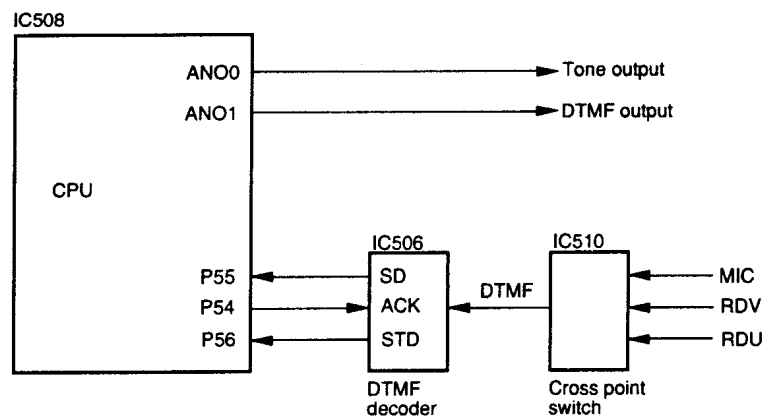 IC508
ANO0
Tone output
ANO1
DTMF output
CPU
IC506
IC510
P55
SD
MIC
P54
ACK
DTMF
RDV
P56
STD
RDU
DTMF
decoder
Cross point
switch